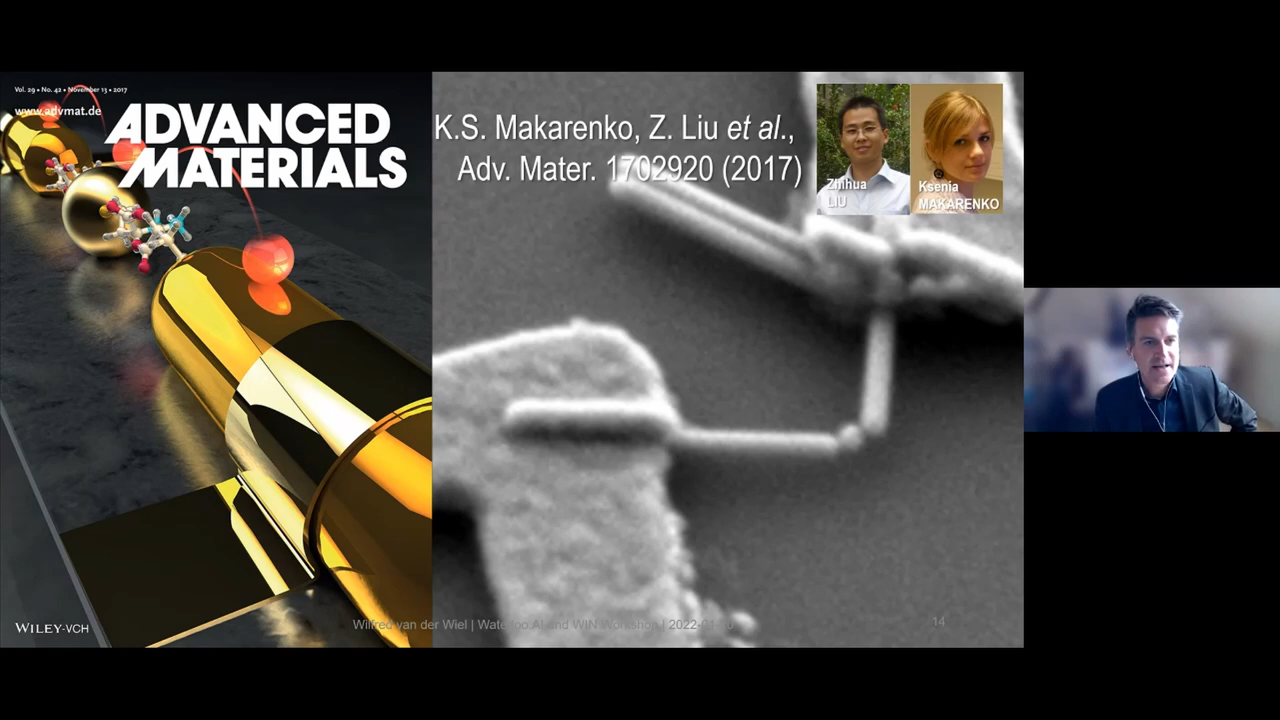 Vol. 29 • No. 42 • November 13 • 2017
www.advmat.de
ADVANCED
MATERIALS
K.S. Makarenko, Z. Liu et al.,
Adv. Mater. 1702920 (2017)
Zhihua
LIU
Ksenia
MAKARENKO
WILEY-VCH
Wilfred van der Wiel | Waterloo.AI and WIN Workshop |
14